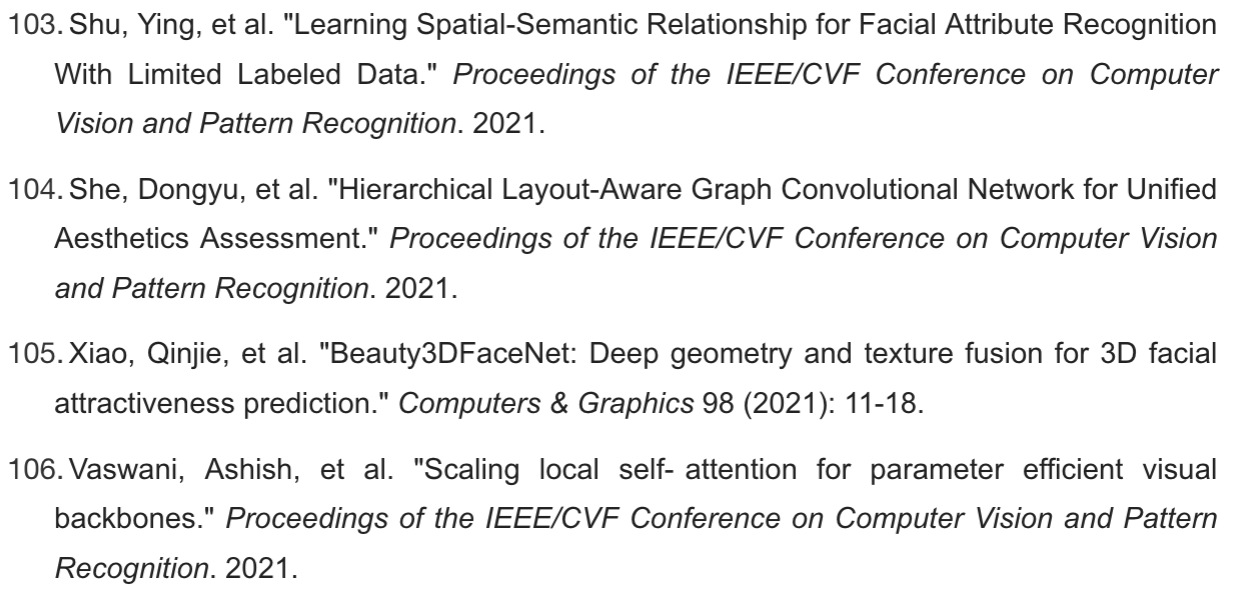 103. Shu, Ying, et al. "Learning Spatial-Semantic Relationship for Facial Attribute Recognition
With Limited Labeled Data." Proceedings of the IEEE/CVF Conference on Computer
Vision and Pattern Recognition. 2021.
104. She, Dongyu, et al. "Hierarchical Layout-Aware Graph Convolutional Network for Unified
Aesthetics Assessment." Proceedings of the IEEE/CVF Conference on Computer Vision
and Pattern Recognition. 2021.
105. Xiao, Qinjie, et al. "Beauty3DFaceNet: Deep geometry and texture fusion for 3D facial
attractiveness prediction." Computers & Graphics 98 (2021): 11-18.
106. Vaswani, Ashish, et al. "Scaling local self- attention for parameter efficient visual
backbones." Proceedings of the IEEE/CVF Conference on Computer Vision and Pattern
Recognition. 2021.